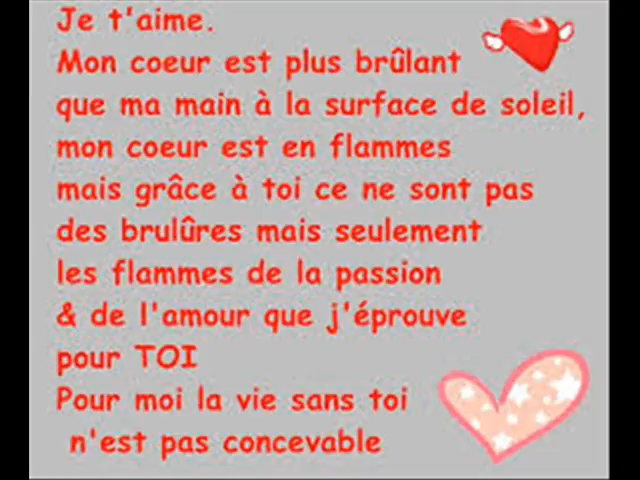 Je t'aime.
Mon coeur est plus brûlant
que ma main à la surface de soleil,
mon coeur est en flammes
mais grâce à toi ce ne sont pas
des brulûres mais seulement
les flammes de la passion
& de l'amour que j'éprouve
pour TOI
Pour moi la vie sans toi
n'est pas concevable